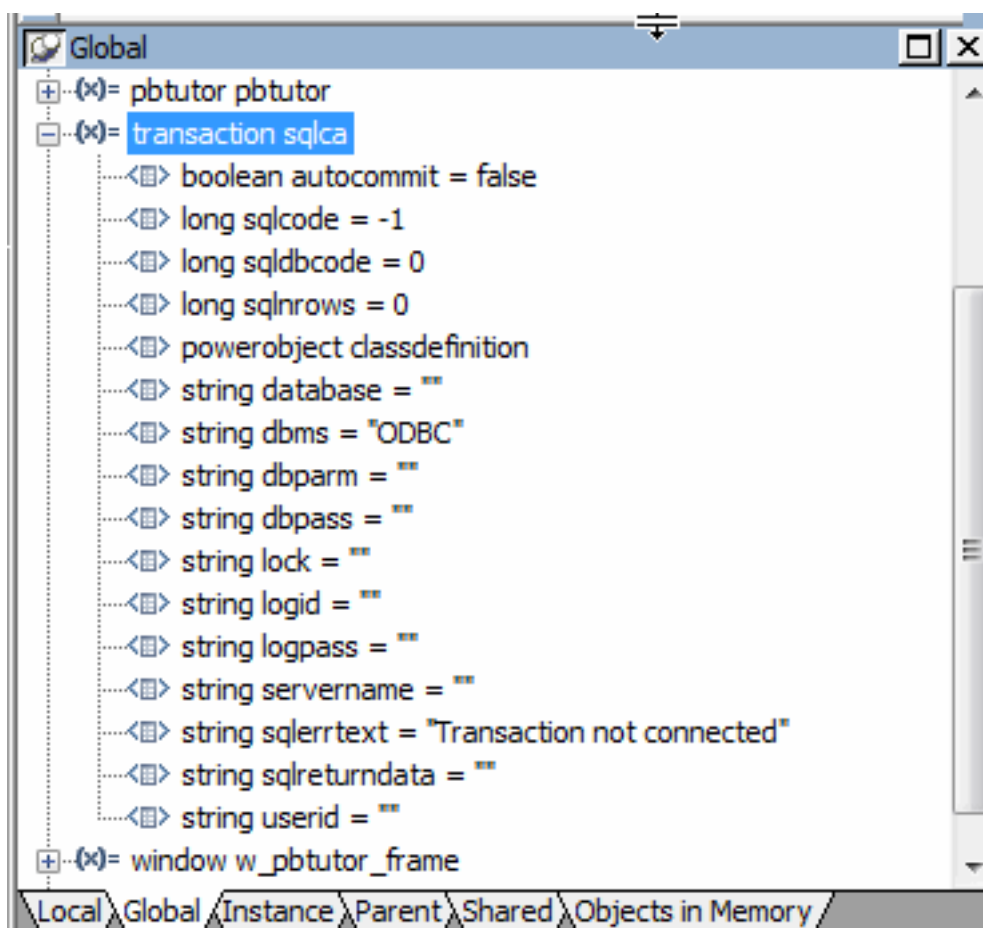 Global
(x)= pbtutor pbtutor
(x)= transaction sqlca
boolean autocommit = false
long sqlcode = -1
long sqldbcode = 0
long sqlnrows = 0
powerobject classdefinition
string database = ""
string dbms = "ODBC"
string dbparm = ""
string dbpass = ""
string lock = ""
string logid = ""
string logpass = ""
string servername = ""
string sqlerrtext = "Transaction not connected"
string sqlreturndata = ""
string userid = ""
(x)= window w_pbtutor_frame
Local Global Instance Parent Shared Objects in Memory